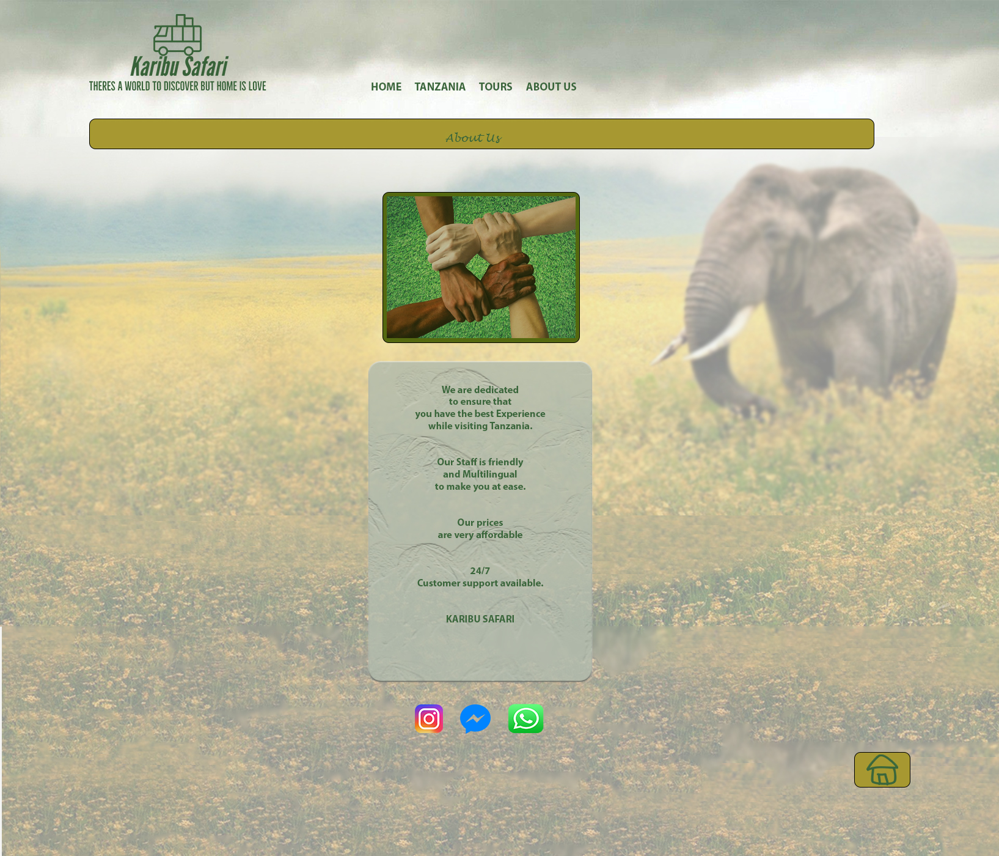 Karibu Safari
THERES A WORLD TO DISCOVER BUT HOME IS LOVE
HOME TANZANIA TOURS ABOUT US
About Us
We are dedicated
to ensure that
you have the best Experience
while visiting Tanzania.
Our Staff is friendly
and Multilingual
to make you at ease.
Our prices
are very affordable
24/7
Customer support available.
KARIBU SAFARI